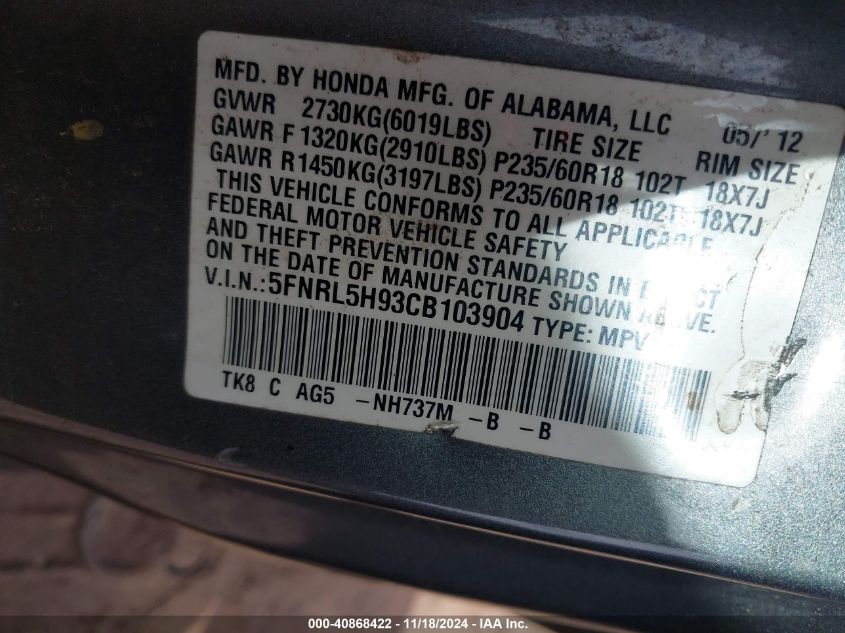 MFD. BY HONDA MFG. OF ALABAMA, LLC 05/'12
GVWR 2730KG(6019LBS) TIRE SIZE RIM SIZE
GAWR F 1320KG(2910LBS) P235/60R18 102T 18X7J
GAWR R 1450KG(3197LBS) P235/60R18 102T 18X7J
THIS VEHICLE CONFORMS TO ALL APPLICABLE
FEDERAL MOTOR VEHICLE SAFETY
AND THEFT PREVENTION STANDARDS IN EFFECT
ON THE DATE OF MANUFACTURE SHOWN ABOVE.
V.I.N.:5FNRL5H93CB103904 TYPE: MPV
TK8 C AG5 -NH737M -B -B
000-40868422 - 11/18/2024 - IAA Inc.